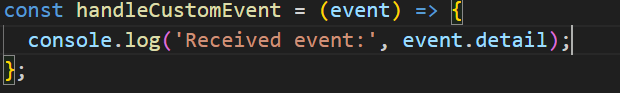 const handleCustomEvent = (event) => {
  console.log('Received event:', event.detail);
};